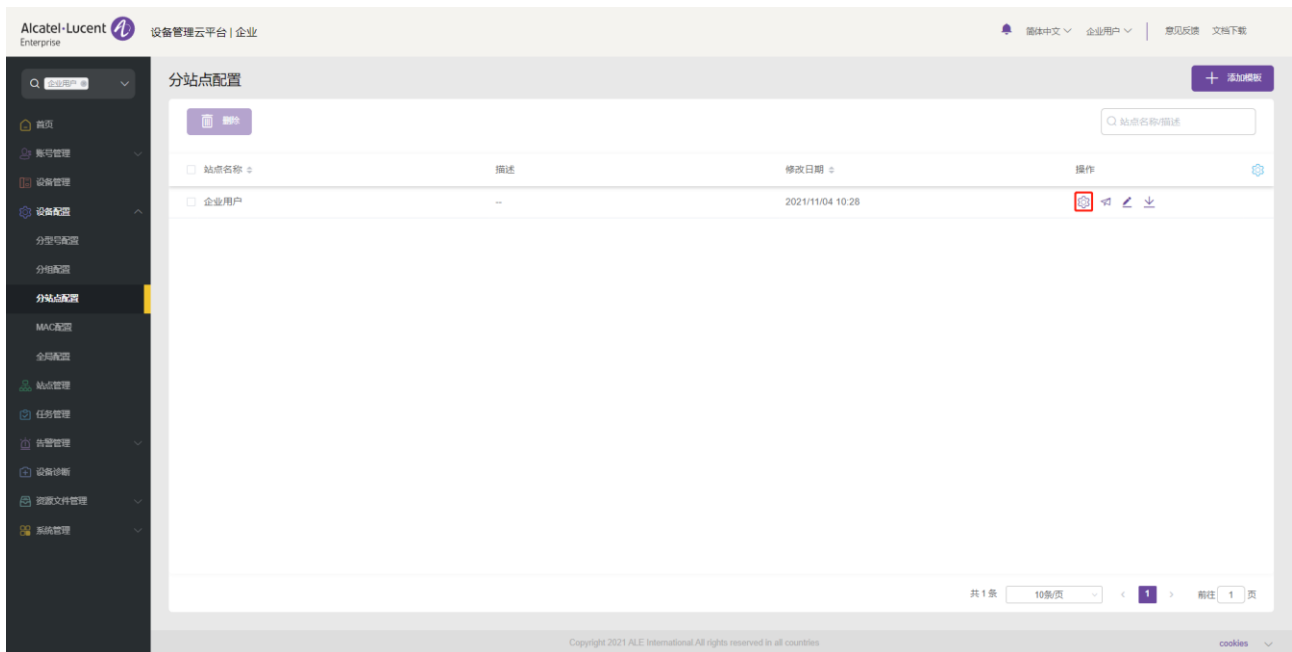 Alcatel·Lucent
Enterprise
设备管理云平台 | 企业
简体中文
企业用户
意见反馈
文档下载
企业用户
首页
账号管理
设备管理
设备配置
分型号配置
分组配置
分站点配置
MAC配置
全局配置
站点管理
任务管理
告警管理
设备诊断
资源文件管理
系统管理
分站点配置
添加模板
删除
站点名称/描述
站点名称 描述 修改日期 操作
企业用户 -- 2021/11/04 10:28
共 1 条 10条/页 < 1 > 前往 1 页
Copyright 2021 ALE International.All rights reserved in all countries
cookies